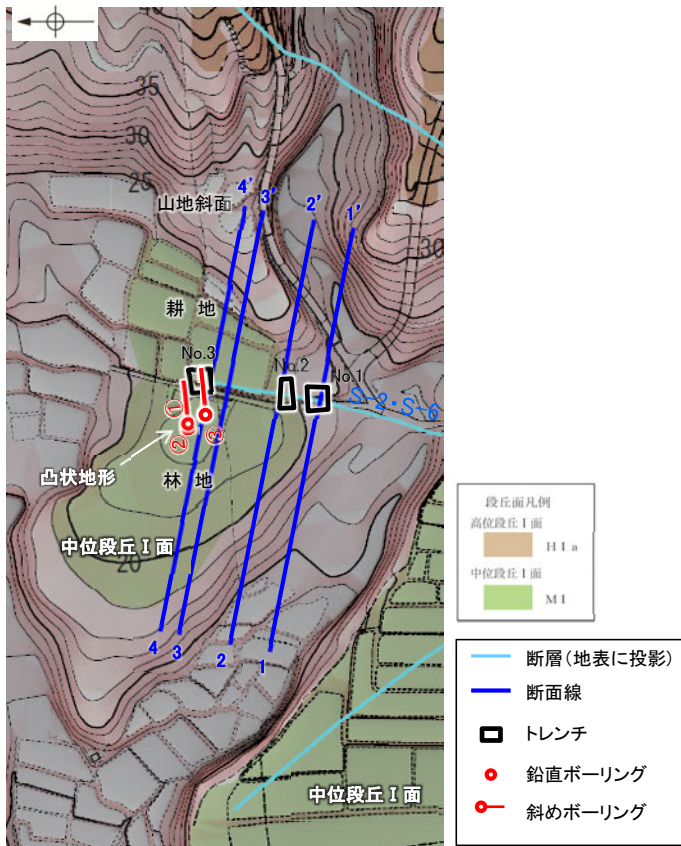 35
30
25
山地斜面
4'
3'
2'
1'
30
耕 地
No.3
No.2
No.1
S-2・S-6
①
②
③
凸状地形
林 地
中位段丘Ⅰ面
20
4
3
2
1
中位段丘Ⅰ面
段丘面凡例
高位段丘Ⅰ面
HⅠa
中位段丘Ⅰ面
MⅠ
断層(地表に投影)
断面線
トレンチ
鉛直ボーリング
斜めボーリング